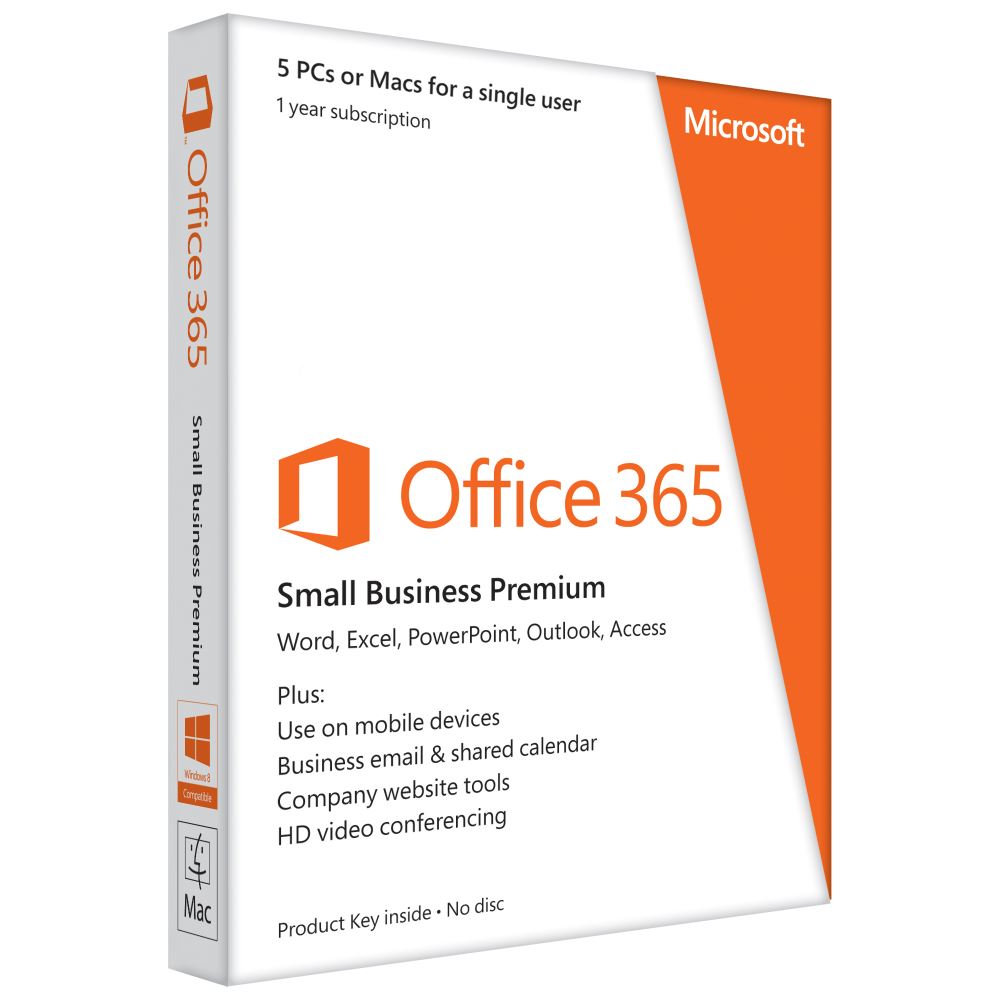 5 PCs or Macs for a single user
1 year subscription
Microsoft
Office 365
Small Business Premium
Word, Excel, PowerPoint, Outlook, Access
Plus:
Use on mobile devices
Business email & shared calendar
Company website tools
HD video conferencing
Product Key inside • No disc
™
Office 365
Small Business Premium
Windows 8
Compatible
Mac